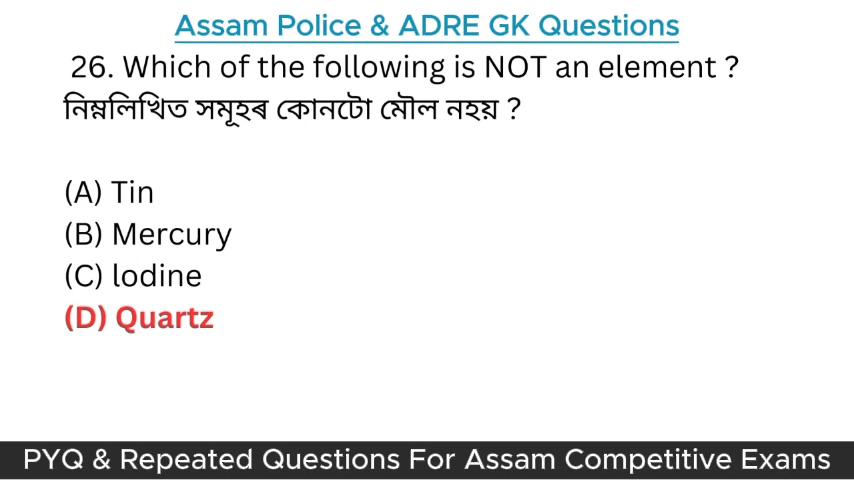 Assam Police & ADRE GK Questions
26. Which of the following is NOT an element ?
নিম্নলিখিত সমূহৰ কোনটো মৌল নহয় ?
(A) Tin
(B) Mercury
(C) lodine
(D) Quartz
PYQ & Repeated Questions For Assam Competitive Exams